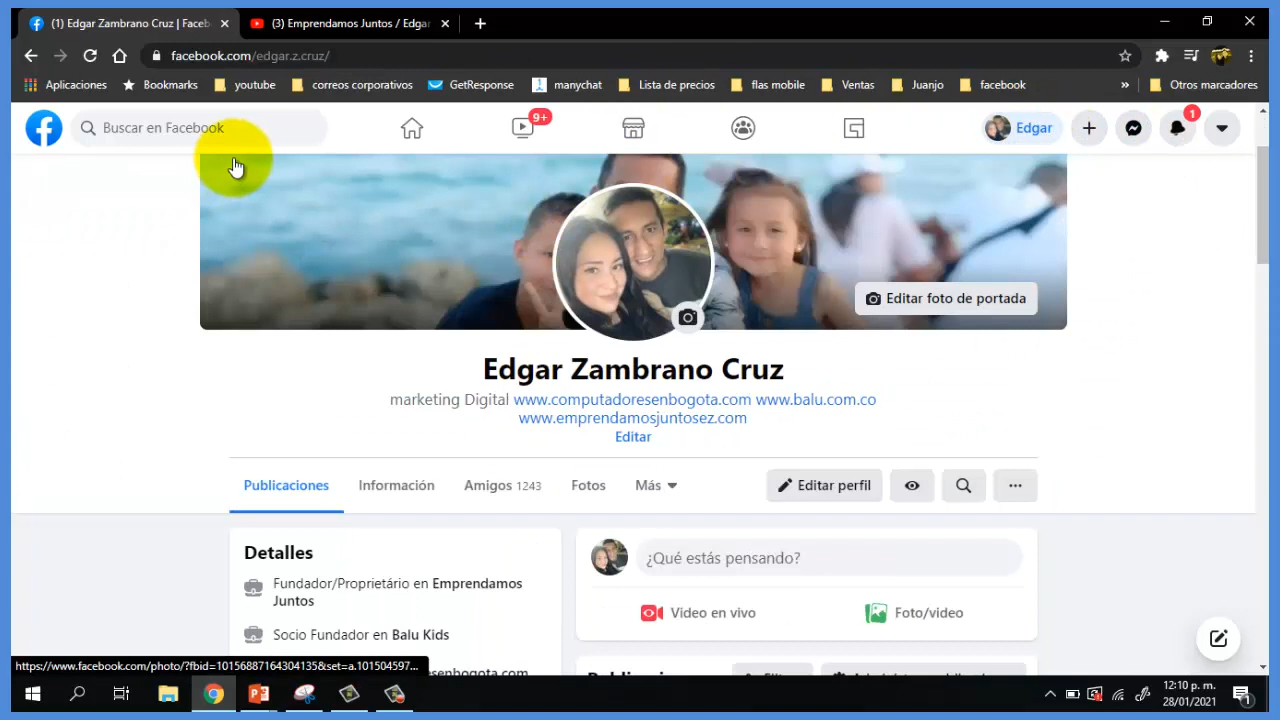 (1) Edgar Zambrano Cruz | Faceb
(3) Emprendamos Juntos / Edgar
facebook.com/edgar.z.cruz/
Aplicaciones
Bookmarks
youtube
correos corporativos
GetResponse
manychat
Lista de precios
flas mobile
Ventas
Juanjo
facebook
»
Otros marcadores
Buscar en Facebook
9+
Edgar
1
Editar foto de portada
Edgar Zambrano Cruz
marketing Digital www.computadoresenbogota.com www.balu.com.co
www.emprendamosjuntosez.com
Editar
Publicaciones
Información
Amigos 1243
Fotos
Más
Editar perfil
Detalles
Fundador/Proprietário en Emprendamos
Juntos
Socio Fundador en Balu Kids
¿Qué estás pensando?
Video en vivo
Foto/video
https://www.facebook.com/photo/?fbid=10156887164304135&set=a.101504597...
12:10 p. m.
28/01/2021
1